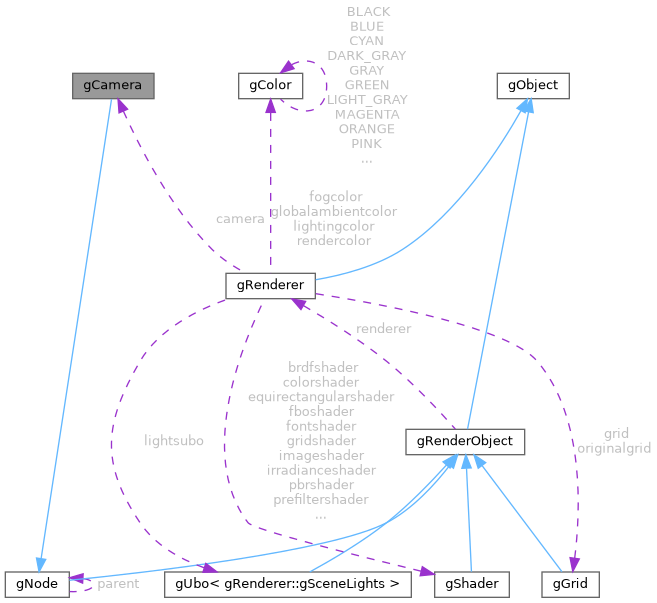 BLACK
BLUE
CYAN
DARK_GRAY
GRAY
GREEN
LIGHT_GRAY
MAGENTA
ORANGE
PINK
...
gCamera
gColor
gObject
camera
fogcolor
globalambientcolor
lightingcolor
rendercolor
gRenderer
renderer
lightsubo
brdfshader
colorshader
equirectangularshader
fboshader
fontshader
gridshader
imageshader
irradianceshader
pbrshader
prefiltershader
...
gRenderObject
grid
originalgrid
gNode
parent
gUbo< gRenderer::gSceneLights >
gShader
gGrid